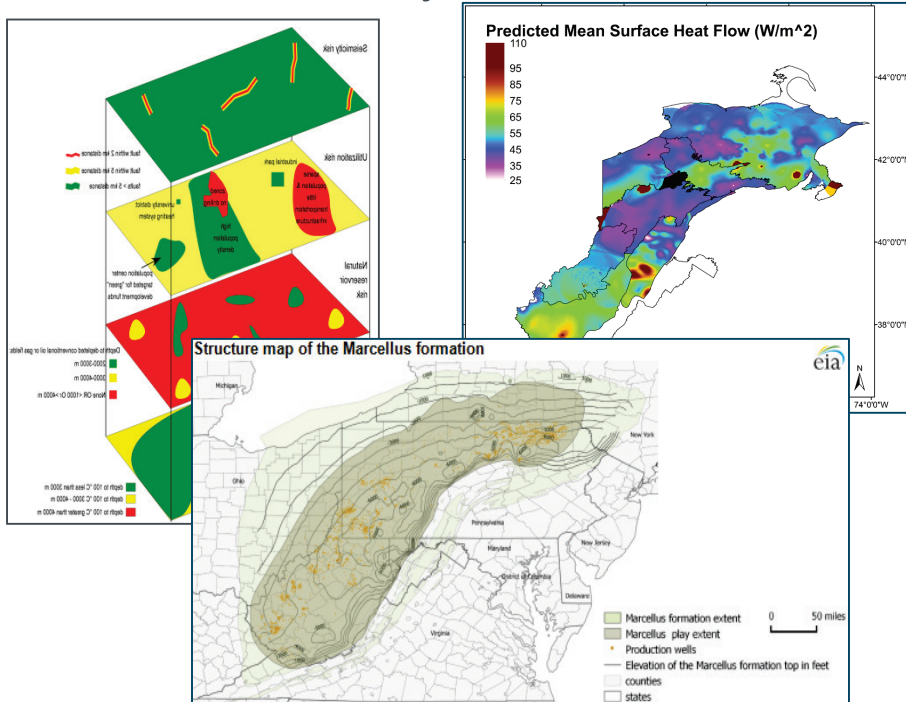 Seismicity risk
fault within 2 km distance
fault within 5 km distance
faults > 5 km distance
Utilization risk
industrial park
university district
heating system
zoned
no drilling
high
population
density
sparse
population &
little
transportation
infrastructure
population center
targeted for "green"
development funds
Natural
reservoir
risk
Depth to depleted conventional oil or gas fields:
2000-3000 m
3000-4000 m
None OR <1000 Or >4000 m
depth to 100 °C less than 3000 m
depth to 100 °C 3000 - 4000 m
depth to 100 °C greater than 4000 m
Predicted Mean Surface Heat Flow (W/m^2)
110
95
85
75
65
55
45
35
25
44°0'0"N
42°0'0"N
40°0'0"N
38°0'0"N
N
74°0'0"W
Structure map of the Marcellus formation
eia
Michigan
Ohio
New York
Pennsylvania
New Jersey
Maryland
District of Columbia
Delaware
Virginia
Marcellus formation extent
Marcellus play extent
Production wells
Elevation of the Marcellus formation top in feet
counties
states
0 50 miles